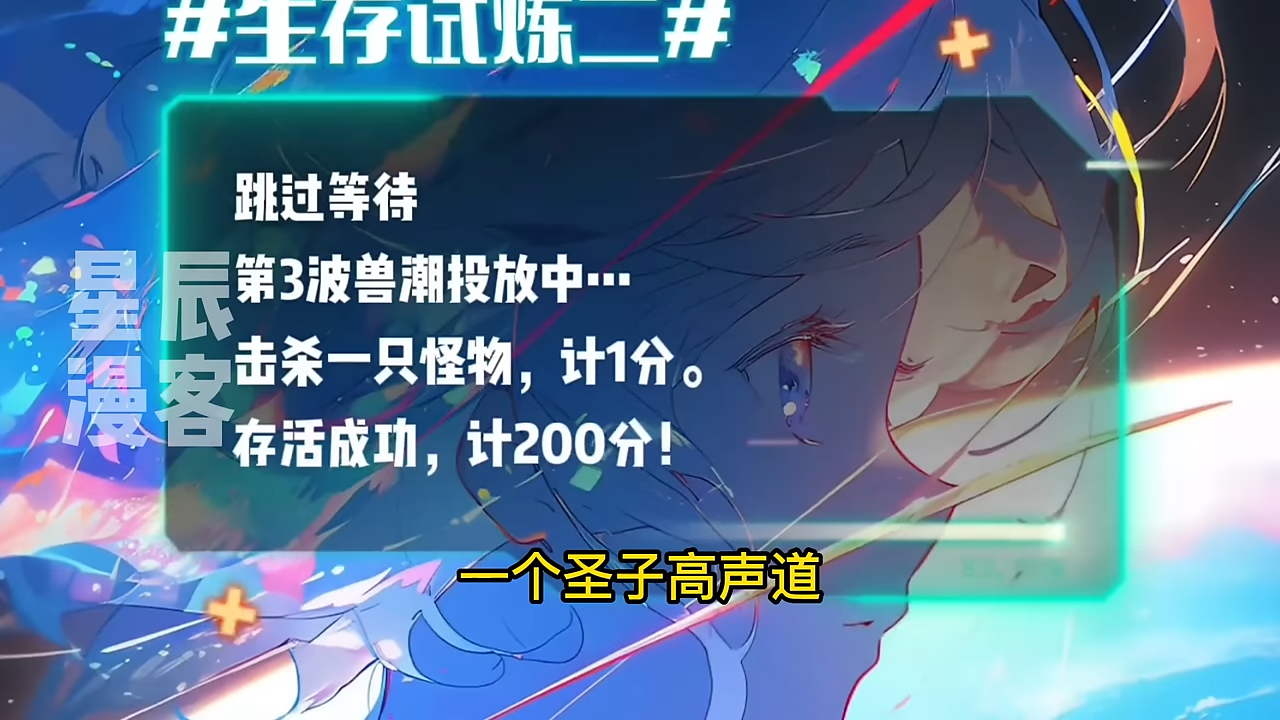 #生存试炼二#
跳过等待
第3波兽潮投放中…
击杀一只怪物，计1分。
存活成功，计200分！
星辰
漫客
一个圣子高声道